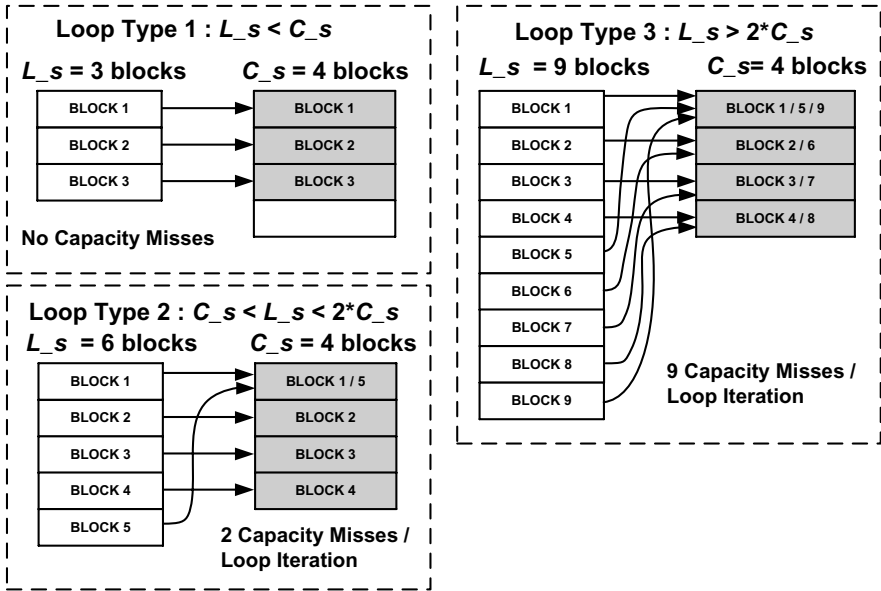 Loop Type 1 : L_s < C_s
L_s = 3 blocks
C_s = 4 blocks
BLOCK 1
BLOCK 2
BLOCK 3
BLOCK 1
BLOCK 2
BLOCK 3
No Capacity Misses
Loop Type 2 : C_s < L_s < 2*C_s
L_s = 6 blocks
C_s = 4 blocks
BLOCK 1
BLOCK 2
BLOCK 3
BLOCK 4
BLOCK 5
BLOCK 1 / 5
BLOCK 2
BLOCK 3
BLOCK 4
2 Capacity Misses /
Loop Iteration
Loop Type 3 : L_s > 2*C_s
L_s = 9 blocks
C_s= 4 blocks
BLOCK 1
BLOCK 2
BLOCK 3
BLOCK 4
BLOCK 5
BLOCK 6
BLOCK 7
BLOCK 8
BLOCK 9
BLOCK 1 / 5 / 9
BLOCK 2 / 6
BLOCK 3 / 7
BLOCK 4 / 8
9 Capacity Misses /
Loop Iteration